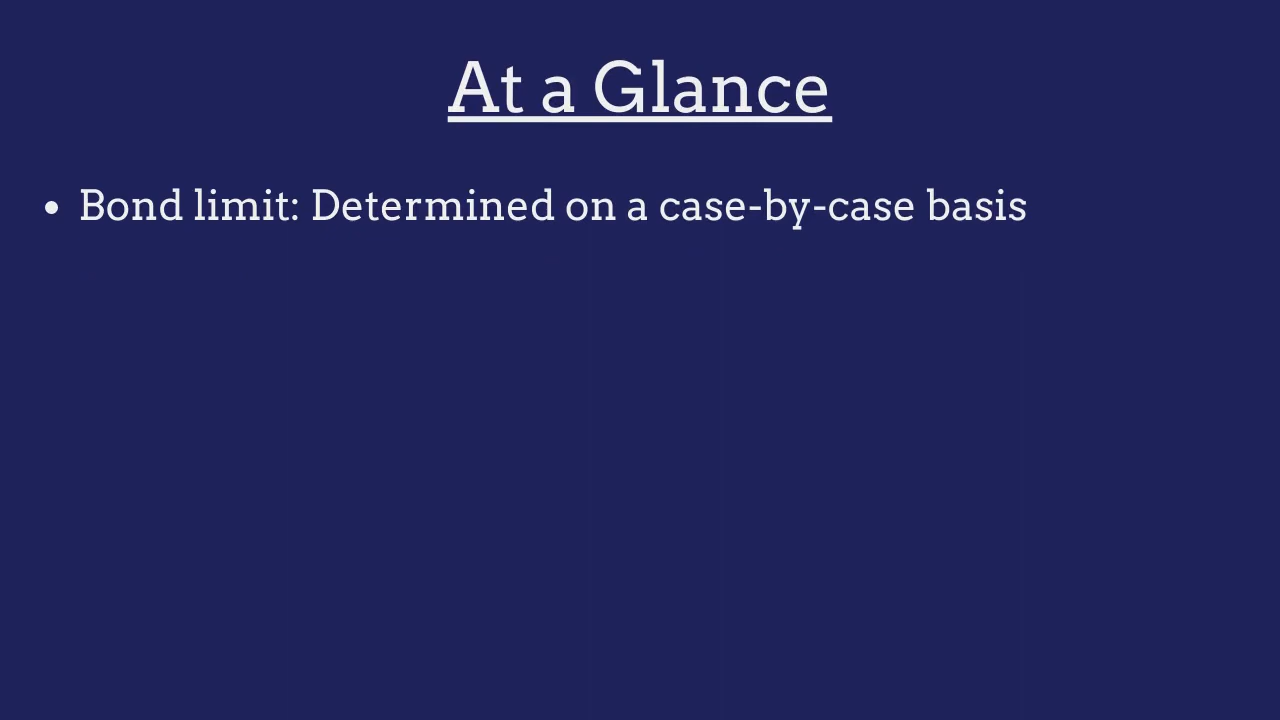 At a Glance
• Bond limit: Determined on a case-by-case basis